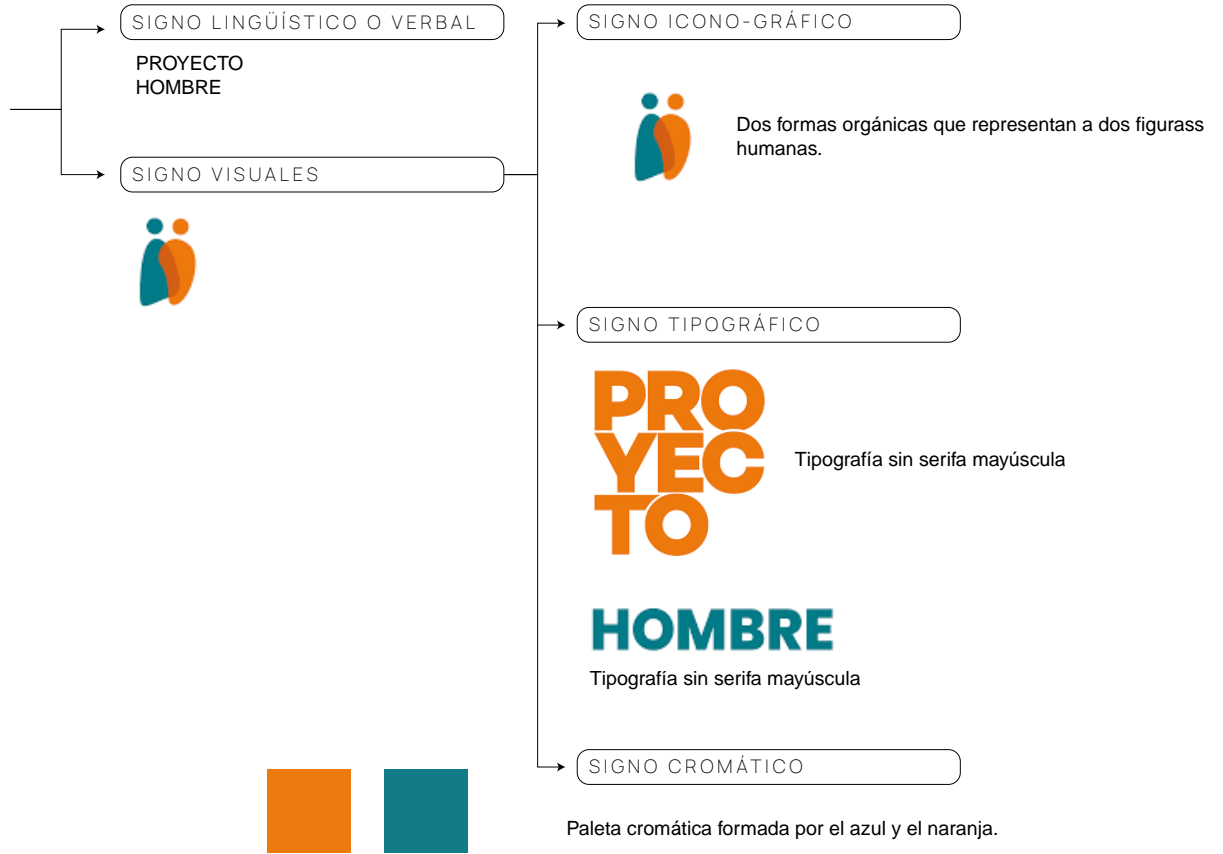 SIGNO LINGÜÍSTICO O VERBAL
PROYECTO
HOMBRE
SIGNO VISUALES
SIGNO ICONO-GRÁFICO
Dos formas orgánicas que representan a dos figurass
humanas.
SIGNO TIPOGRÁFICO
PRO
YEC
TO
Tipografía sin serifa mayúscula
HOMBRE
Tipografía sin serifa mayúscula
SIGNO CROMÁTICO
Paleta cromática formada por el azul y el naranja.